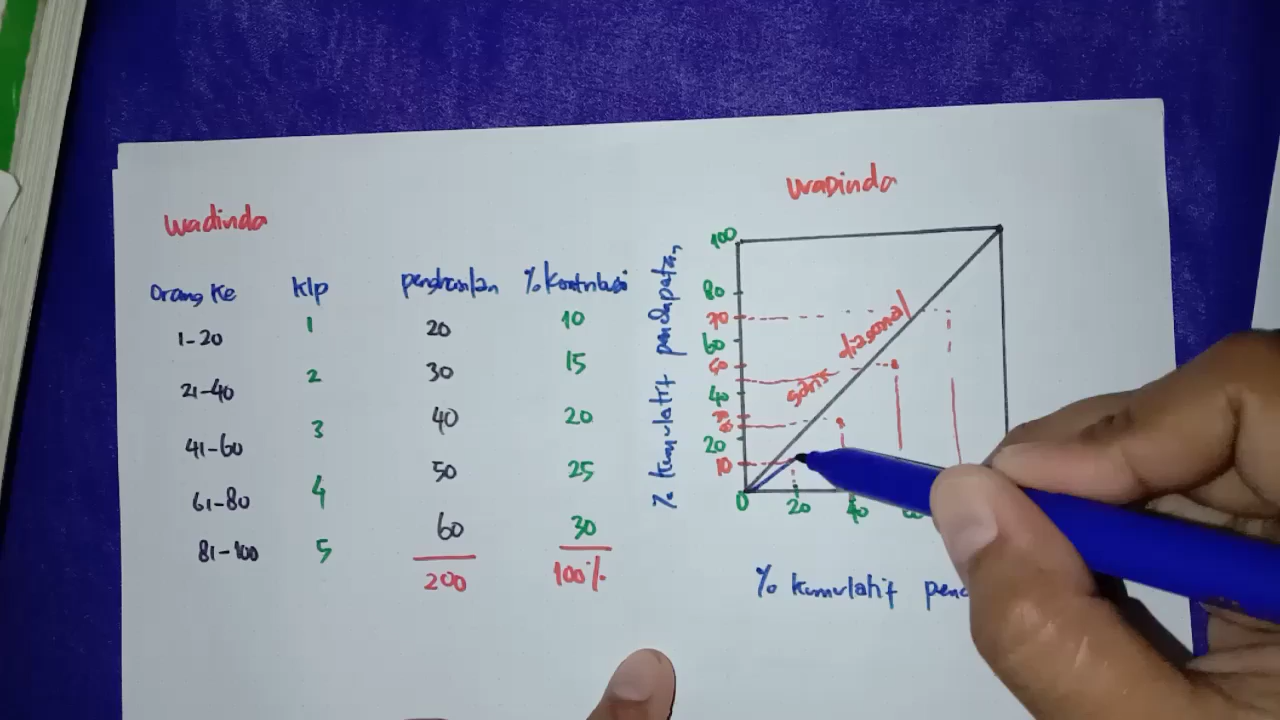 Wadinda
Orang Ke Klp penghasilan % Kontribusi
1-20 1 20 10
21-40 2 30 15
41-60 3 40 20
61-80 4 50 25
81-100 5 60 30
200 100%
Wadinda
% kumulatif pendapatan
100
80
70
60
50
40
20
10
garis diagonal
0 20 40
% kumulatif